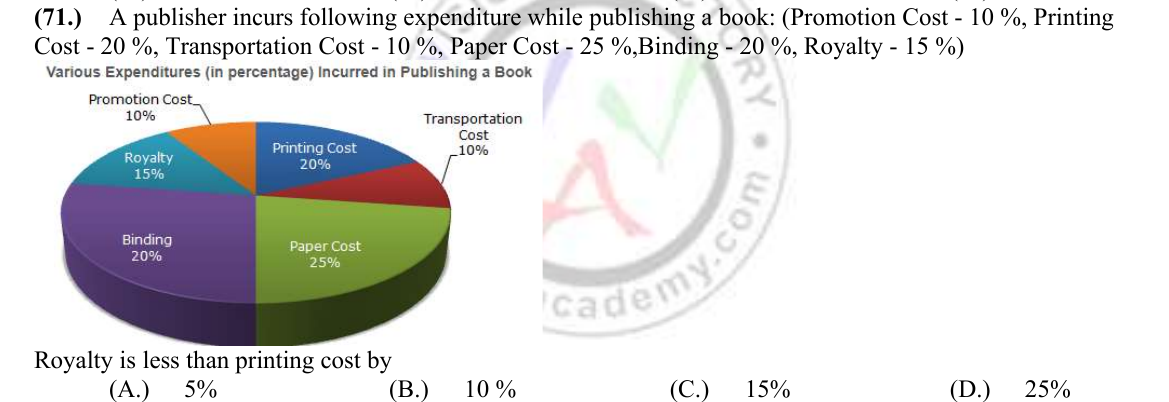 (71.) A publisher incurs following expenditure while publishing a book: (Promotion Cost - 10 %, Printing
Cost - 20 %, Transportation Cost - 10 %, Paper Cost - 25 %,Binding - 20 %, Royalty - 15 %)
Various Expenditures (in percentage) Incurred in Publishing a Book
Promotion Cost
10%
Transportation
Cost
10%
Printing Cost
20%
Royalty
15%
Binding
20%
Paper Cost
25%
cademy.com
Royalty is less than printing cost by
(A.) 5% (B.) 10 % (C.) 15% (D.) 25%